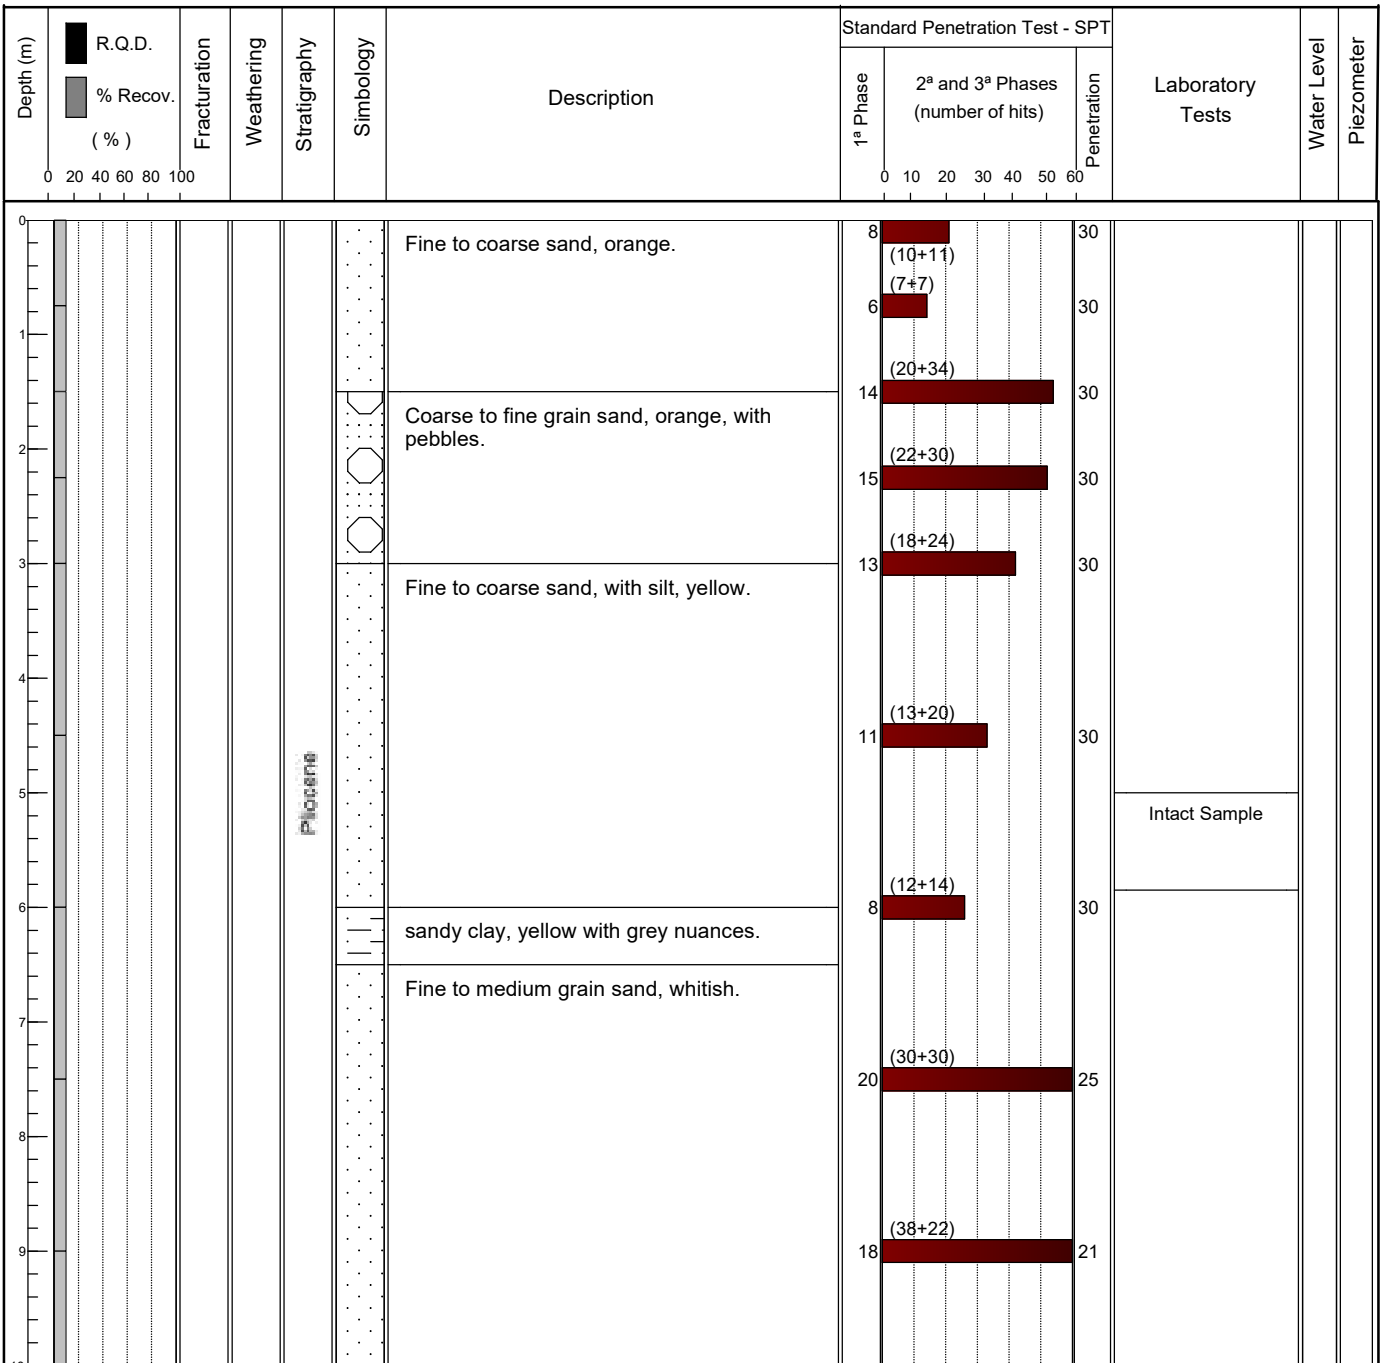 Depth (m)
R.Q.D.
% Recov.
( % )
0 20 40 60 80 100
Fracturation
Weathering
Stratigraphy
Simbology
Description
Standard Penetration Test - SPT
1ª Phase
2ª and 3ª Phases
(number of hits)
0 10 20 30 40 50 60
Penetration
Laboratory
Tests
Water Level
Piezometer
0
Fine to coarse sand, orange.
8 30
(10+11)
(7+7)
6 30
1
(20+34)
14 30
Coarse to fine grain sand, orange, with
pebbles.
2
(22+30)
15 30
(18+24)
3
13 30
Fine to coarse sand, with silt, yellow.
4
(13+20)
11 30
Pliocene
5
Intact Sample
(12+14)
6
8 30
sandy clay, yellow with grey nuances.
Fine to medium grain sand, whitish.
7
(30+30)
20 25
8
(38+22)
9
18 21